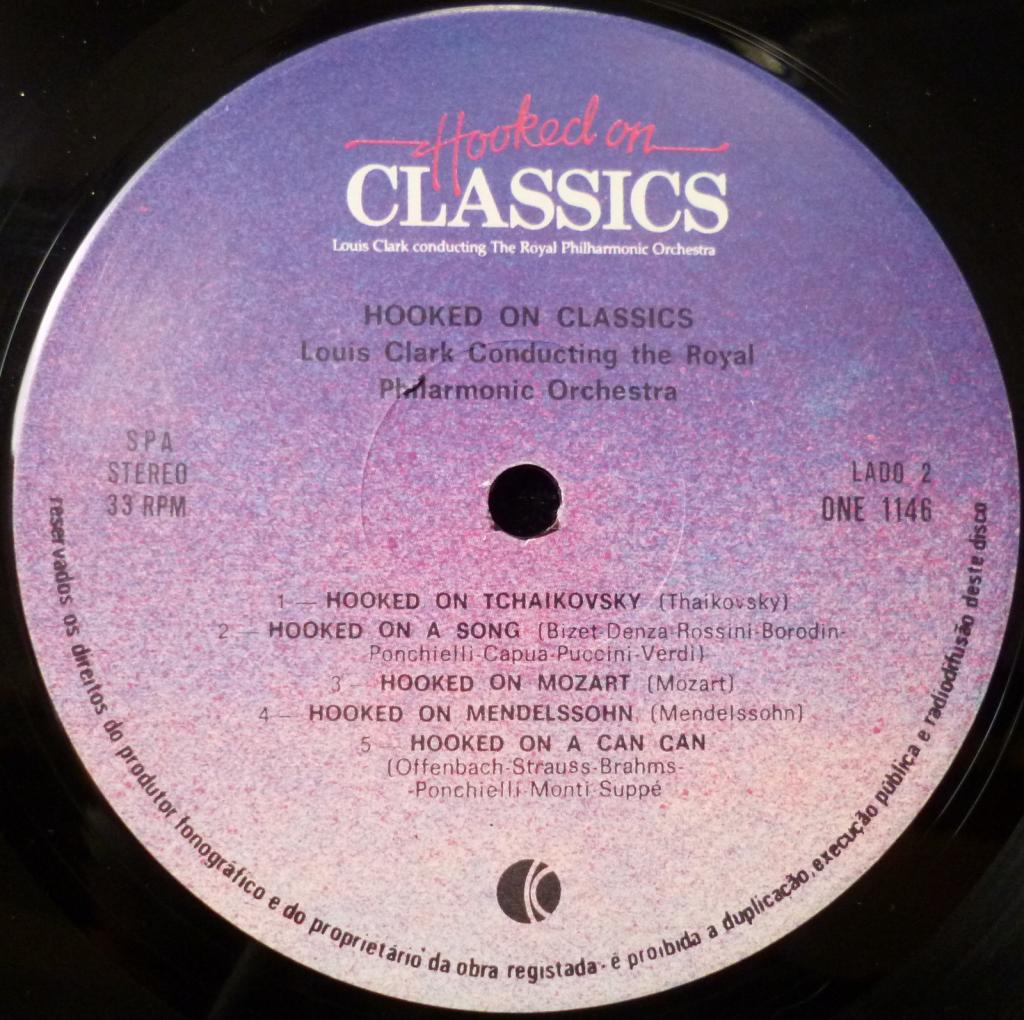 Hooked on
CLASSICS
Louis Clark conducting The Royal Philharmonic Orchestra
HOOKED ON CLASSICS
Louis Clark Conducting the Royal
Philarmonic Orchestra
SPA
STEREO
33 RPM
LADO 2
ONE 1146
1 — HOOKED ON TCHAIKOVSKY (Thaikovsky)
2 — HOOKED ON A SONG (Bizet-Denza-Rossini-Borodin-
Ponchielli-Capua-Puccini-Verdi)
3 — HOOKED ON MOZART (Mozart)
4 — HOOKED ON MENDELSSOHN (Mendelssohn)
5 — HOOKED ON A CAN CAN
(Offenbach-Strauss-Brahms-
-Ponchielli-Monti-Suppé
reservados os direitos do produtor fonográfico e do proprietário da obra registada - é proibida a duplicação, execução pública e radiodifusão deste disco